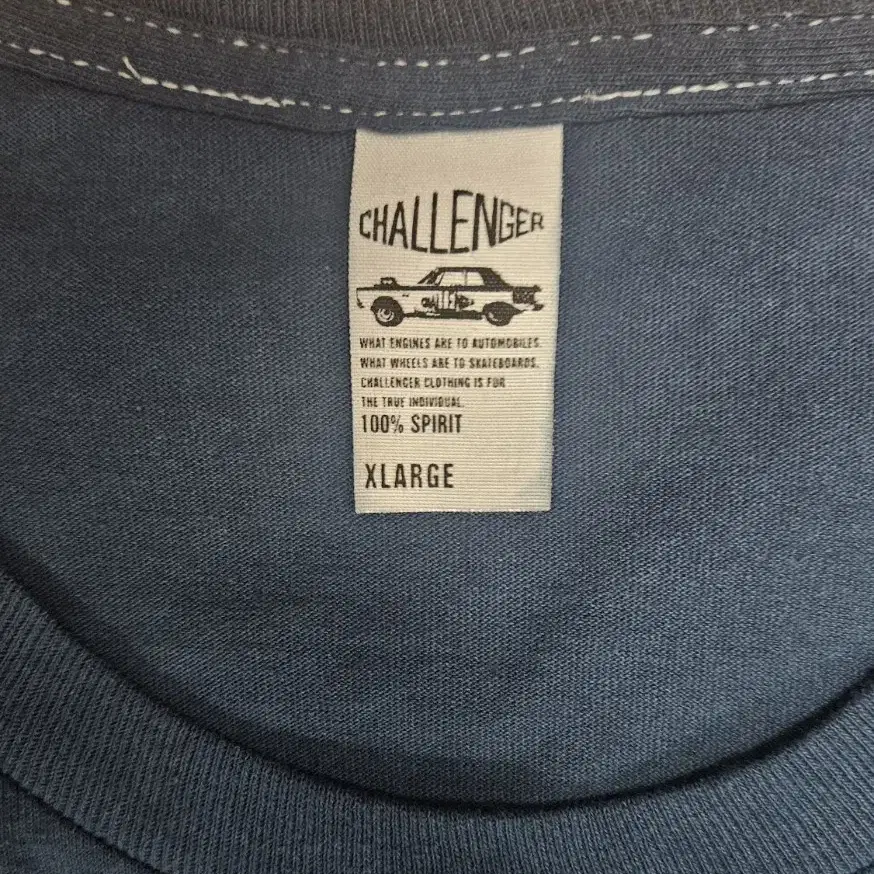 CHALLENGER
CHALLENGER
WHAT ENGINES ARE TO AUTOMOBILES.
WHAT WHEELS ARE TO SKATEBOARDS.
CHALLENGER CLOTHING IS FOR
THE TRUE INDIVIDUAL.
100% SPIRIT
XLARGE